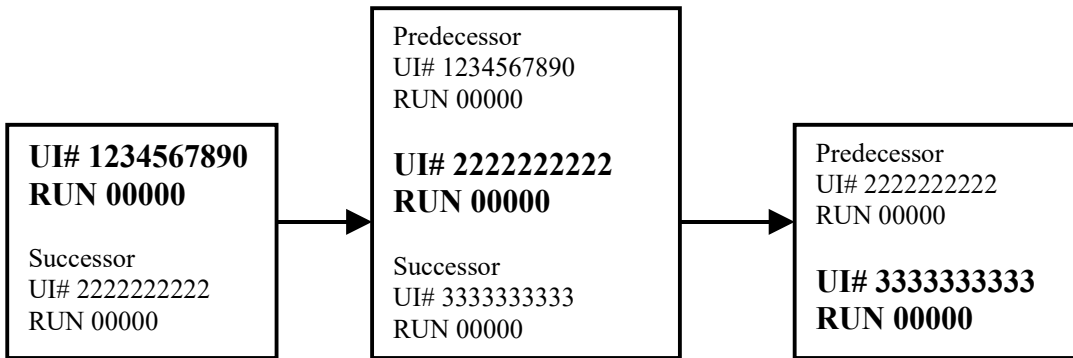 UI# 1234567890
RUN 00000
Successor
UI# 2222222222
RUN 00000
Predecessor
UI# 1234567890
RUN 00000
UI# 2222222222
RUN 00000
Successor
UI# 3333333333
RUN 00000
Predecessor
UI# 2222222222
RUN 00000
UI# 3333333333
RUN 00000